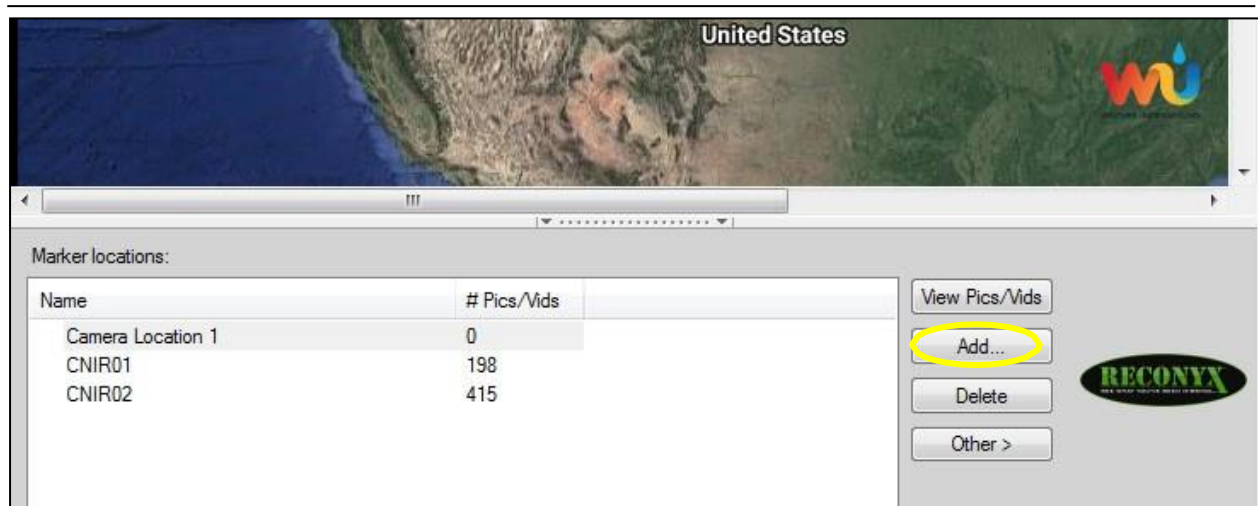 United States
WU
Marker locations:
Name # Pics/Vids
Camera Location 1 0
CNIR01 198
CNIR02 415
View Pics/Vids
Add...
Delete
Other >
RECONYX